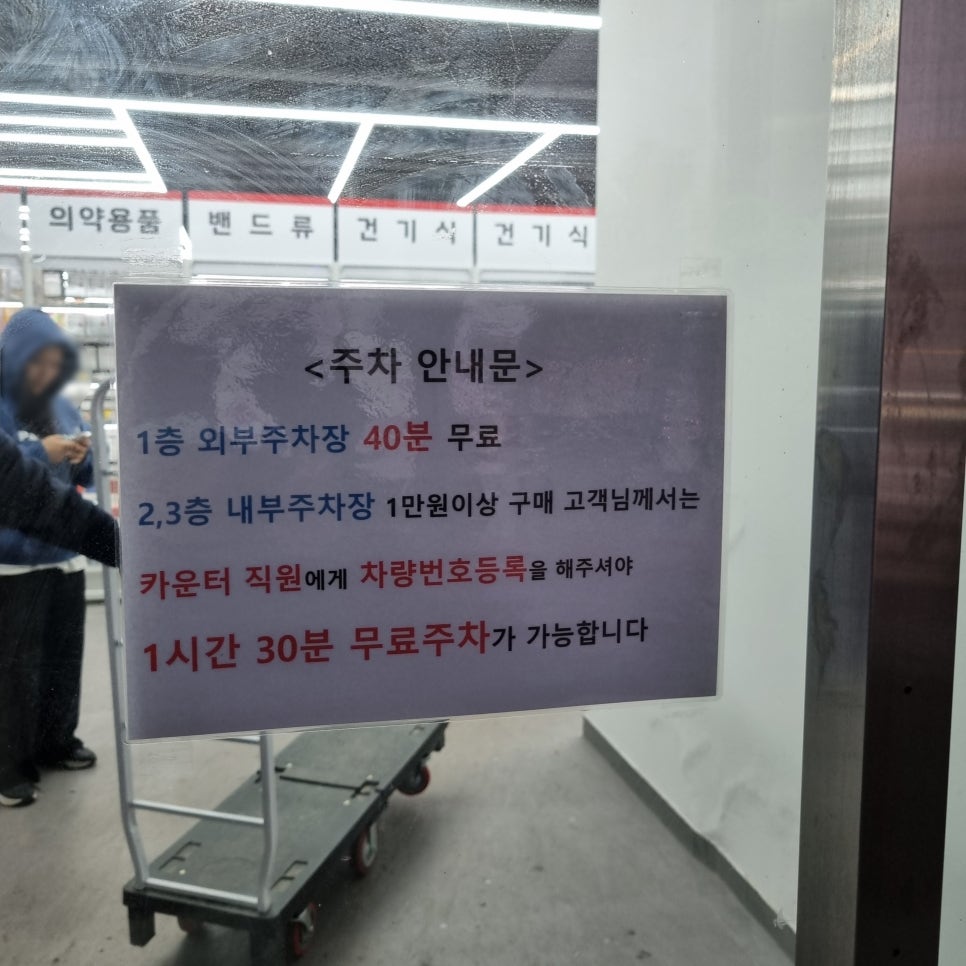 의약용품
밴드류
건기식
건기식
<주차 안내문>
1층 외부주차장 40분 무료
2,3층 내부주차장 1만원이상 구매 고객님께서는
카운터 직원에게 차량번호등록을 해주셔야
1시간 30분 무료주차가 가능합니다